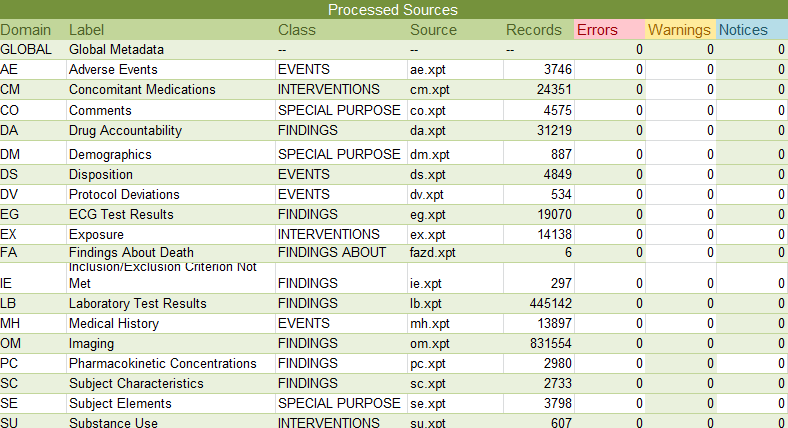 Processed Sources
Domain Label Class Source Records Errors Warnings Notices
GLOBAL Global Metadata -- -- -- 0 0 0
AE Adverse Events EVENTS ae.xpt 3746 0 0 0
CM Concomitant Medications INTERVENTIONS cm.xpt 24351 0 0 0
CO Comments SPECIAL PURPOSE co.xpt 4575 0 0 0
DA Drug Accountability FINDINGS da.xpt 31219 0 0 0
DM Demographics SPECIAL PURPOSE dm.xpt 887 0 0 0
DS Disposition EVENTS ds.xpt 4849 0 0 0
DV Protocol Deviations EVENTS dv.xpt 534 0 0 0
EG ECG Test Results FINDINGS eg.xpt 19070 0 0 0
EX Exposure INTERVENTIONS ex.xpt 14138 0 0 0
FA Findings About Death FINDINGS ABOUT fazd.xpt 6 0 0 0
Inclusion/Exclusion Criterion Not
IE Met FINDINGS ie.xpt 297 0 0 0
LB Laboratory Test Results FINDINGS lb.xpt 445142 0 0 0
MH Medical History EVENTS mh.xpt 13897 0 0 0
OM Imaging FINDINGS om.xpt 831554 0 0 0
PC Pharmacokinetic Concentrations FINDINGS pc.xpt 2980 0 0 0
SC Subject Characteristics FINDINGS sc.xpt 2733 0 0 0
SE Subject Elements SPECIAL PURPOSE se.xpt 3798 0 0 0
SU Substance Use INTERVENTIONS su.xpt 607 0 0 0